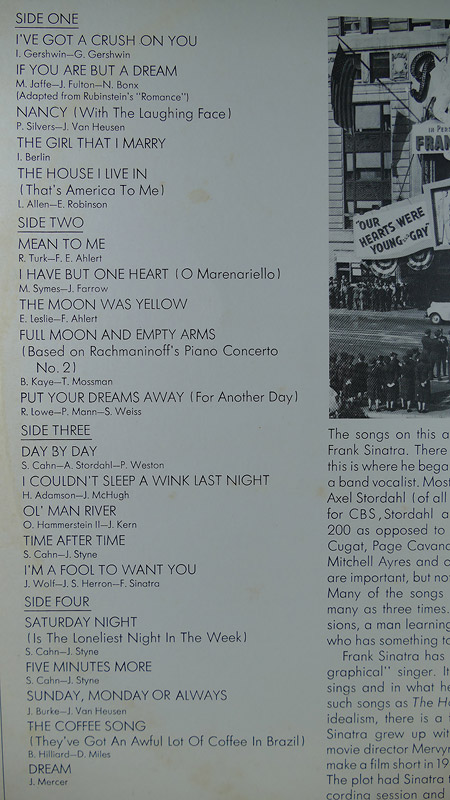 SIDE ONE
I'VE GOT A CRUSH ON YOU
I. Gershwin—G. Gershwin
IF YOU ARE BUT A DREAM
M. Jaffe—J. Fulton—N. Bonx
(Adapted from Rubinstein's "Romance")
NANCY (With The Laughing Face)
P. Silvers—J. Van Heusen
THE GIRL THAT I MARRY
I. Berlin
THE HOUSE I LIVE IN
(That's America To Me)
L. Allen—E. Robinson
SIDE TWO
MEAN TO ME
R. Turk—F. E. Ahlert
I HAVE BUT ONE HEART (O Marenariello)
M. Symes—J. Farrow
THE MOON WAS YELLOW
E. Leslie—F. Ahlert
FULL MOON AND EMPTY ARMS
(Based on Rachmaninoff's Piano Concerto
No. 2)
B. Kaye—T. Mossman
PUT YOUR DREAMS AWAY (For Another Day)
R. Lowe—P. Mann—S. Weiss
SIDE THREE
DAY BY DAY
S. Cahn—A. Stordahl—P. Weston
I COULDN'T SLEEP A WINK LAST NIGHT
H. Adamson—J. McHugh
OL' MAN RIVER
O. Hammerstein II—J. Kern
TIME AFTER TIME
S. Cahn—J. Styne
I'M A FOOL TO WANT YOU
J. Wolf—J. S. Herron—F. Sinatra
SIDE FOUR
SATURDAY NIGHT
(Is The Loneliest Night In The Week)
S. Cahn—J. Styne
FIVE MINUTES MORE
S. Cahn—J. Styne
SUNDAY, MONDAY OR ALWAYS
J. Burke—J. Van Heusen
THE COFFEE SONG
(They've Got An Awful Lot Of Coffee In Brazil)
B. Hilliard—D. Miles
DREAM
J. Mercer
FRAN
"OUR
HEARTS WERE
YOUNG and GAY"
The songs on this a
Frank Sinatra. There
this is where he bega
a band vocalist. Most
Axel Stordahl (of all
for CBS, Stordahl a
200 as opposed to
Cugat, Page Cavanc
Mitchell Ayres and o
are important, but no
Many of the songs
many as three times.
sions, a man learning
who has something to
Frank Sinatra has
graphical" singer. It
sings and in what he
such songs as The Ho
idealism, there is a f
Sinatra grew up wit
movie director Mervyn
make a film short in 19
The plot had Sinatra t
cording session and